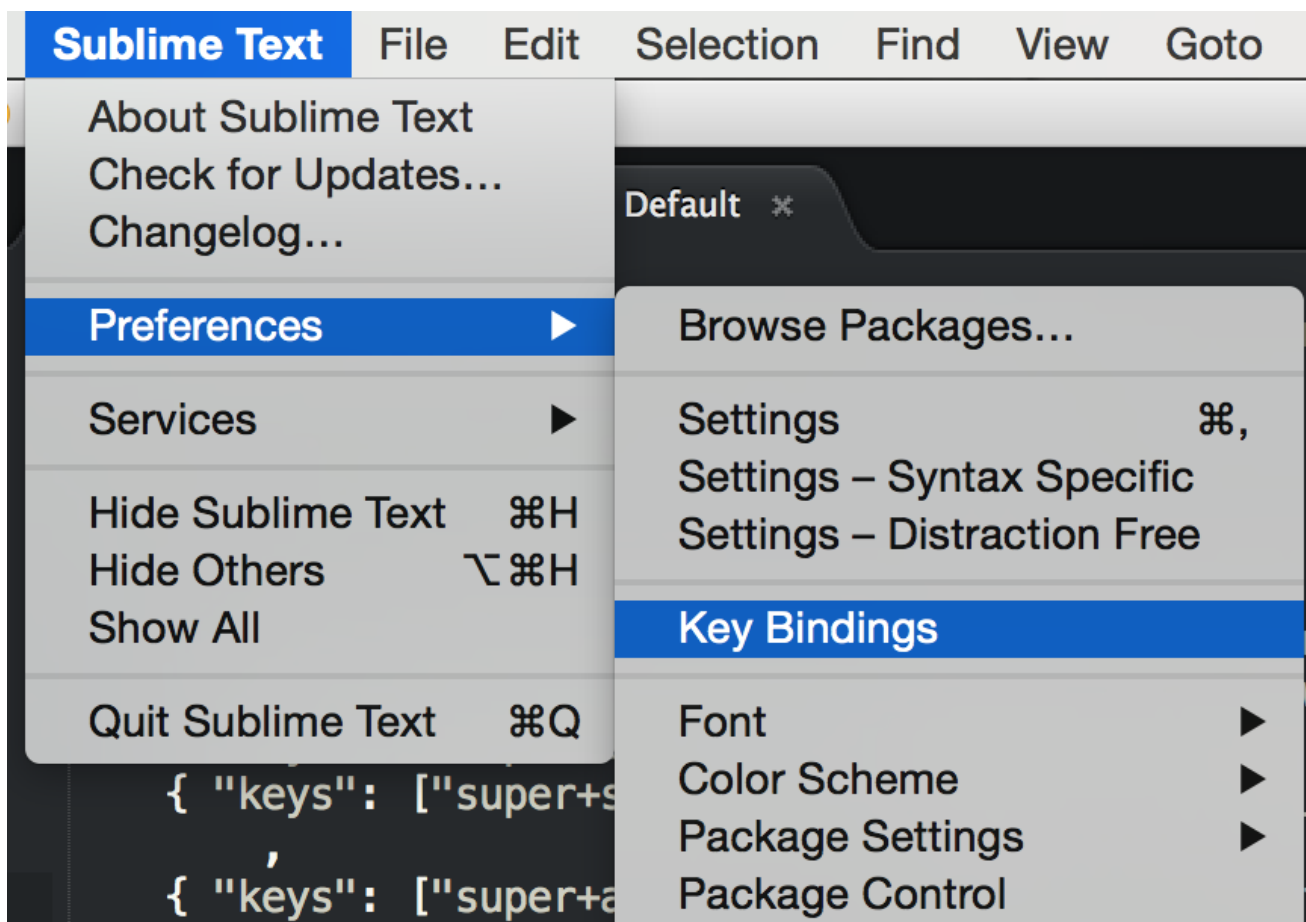 Sublime Text File Edit Selection Find View Goto
About Sublime Text
Check for Updates...
Changelog...
Preferences ▶
Services ▶
Hide Sublime Text ⌘H
Hide Others ⌥⌘H
Show All
Quit Sublime Text ⌘Q
Default ×
Browse Packages...
Settings ⌘,
Settings – Syntax Specific
Settings – Distraction Free
Key Bindings
Font ▶
Color Scheme ▶
Package Settings ▶
Package Control
{ "keys": ["super+s
,
{ "keys": ["super+a